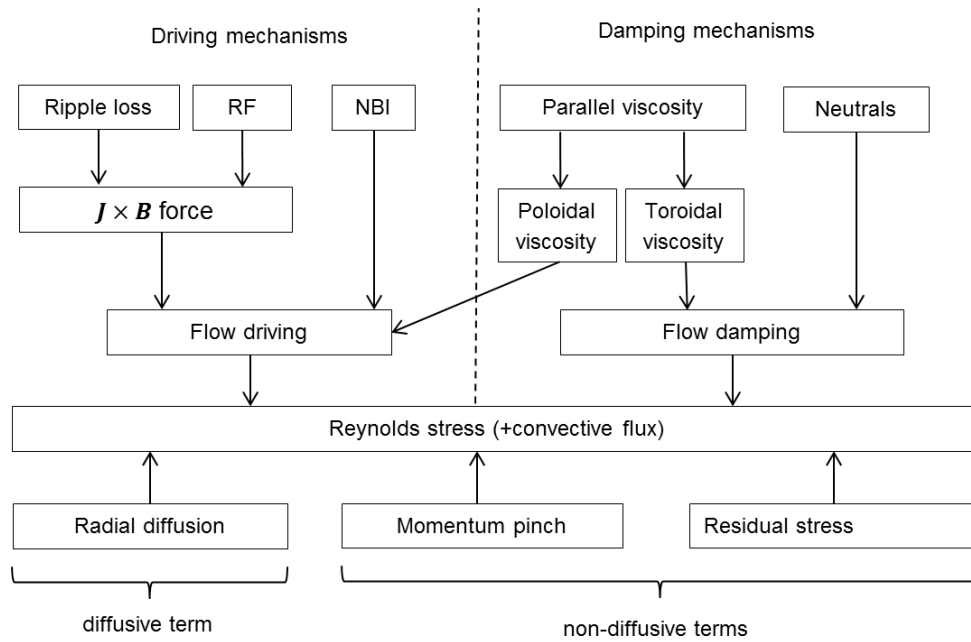 Driving mechanisms
Damping mechanisms
Ripple loss
RF
NBI
Parallel viscosity
Neutrals
J × B force
Poloidal
viscosity
Toroidal
viscosity
Flow driving
Flow damping
Reynolds stress (+convective flux)
Radial diffusion
Momentum pinch
Residual stress
diffusive term
non-diffusive terms